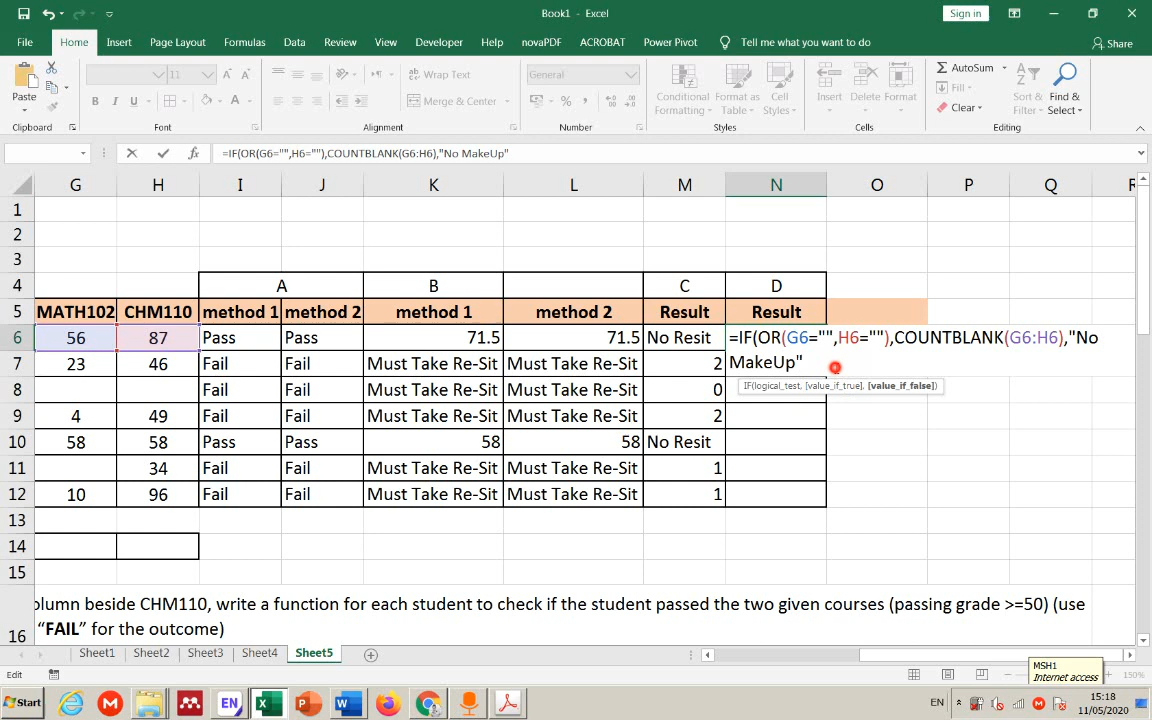 Book1 - Excel
Sign in
File Home Insert Page Layout Formulas Data Review View Developer Help novaPDF ACROBAT Power Pivot Tell me what you want to do Share
Paste
11
B I U
Wrap Text
Merge & Center
General
Conditional Formatting
Format as Table
Cell Styles
Insert Delete Format
AutoSum
Fill
Clear
Sort & Filter
Find & Select
Clipboard Font Alignment Number Styles Cells Editing
fx =IF(OR(G6="",H6=""),COUNTBLANK(G6:H6),"No MakeUp"
G H I J K L M N O P Q R
1
2
3
4 A B C D
5 MATH102 CHM110 method 1 method 2 method 1 method 2 Result Result
6 56 87 Pass Pass 71.5 71.5 No Resit =IF(OR(G6="",H6=""),COUNTBLANK(G6:H6),"No
MakeUp"
7 23 46 Fail Fail Must Take Re-Sit Must Take Re-Sit 2
IF(logical_test, [value_if_true], [value_if_false])
8 Fail Fail Must Take Re-Sit Must Take Re-Sit 0
9 4 49 Fail Fail Must Take Re-Sit Must Take Re-Sit 2
10 58 58 Pass Pass 58 58 No Resit
11 34 Fail Fail Must Take Re-Sit Must Take Re-Sit 1
12 10 96 Fail Fail Must Take Re-Sit Must Take Re-Sit 1
13
14
15
olumn beside CHM110, write a function for each student to check if the student passed the two given courses (passing grade >=50) (use
16 “FAIL” for the outcome)
Sheet1 Sheet2 Sheet3 Sheet4 Sheet5
Edit
150%
MSH1
Internet access
Start
EN
EN
15:18
11/05/2020